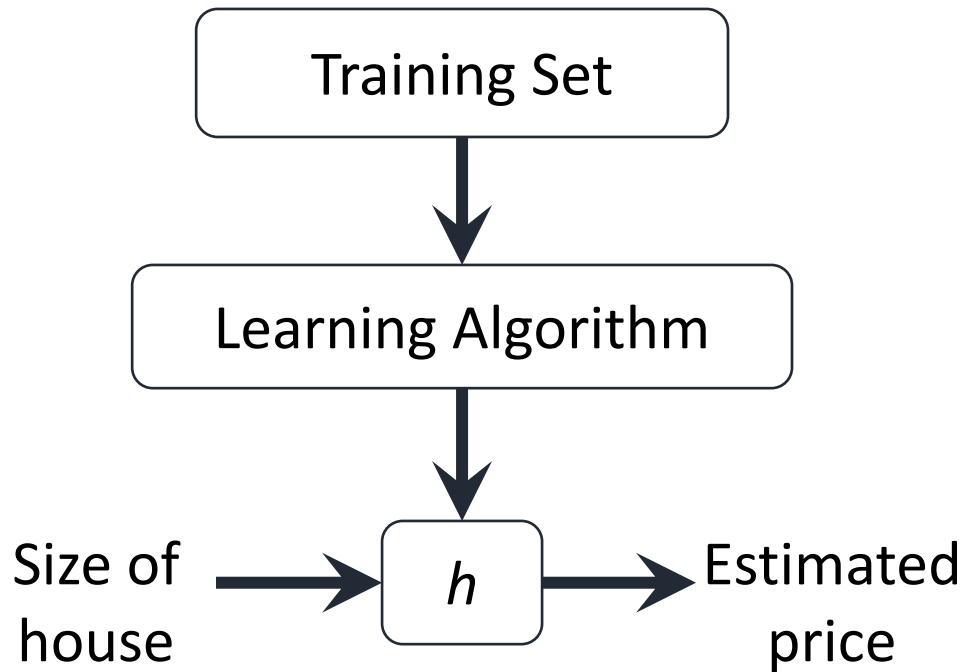 Training Set
Learning Algorithm
Size of
house
h
Estimated
price